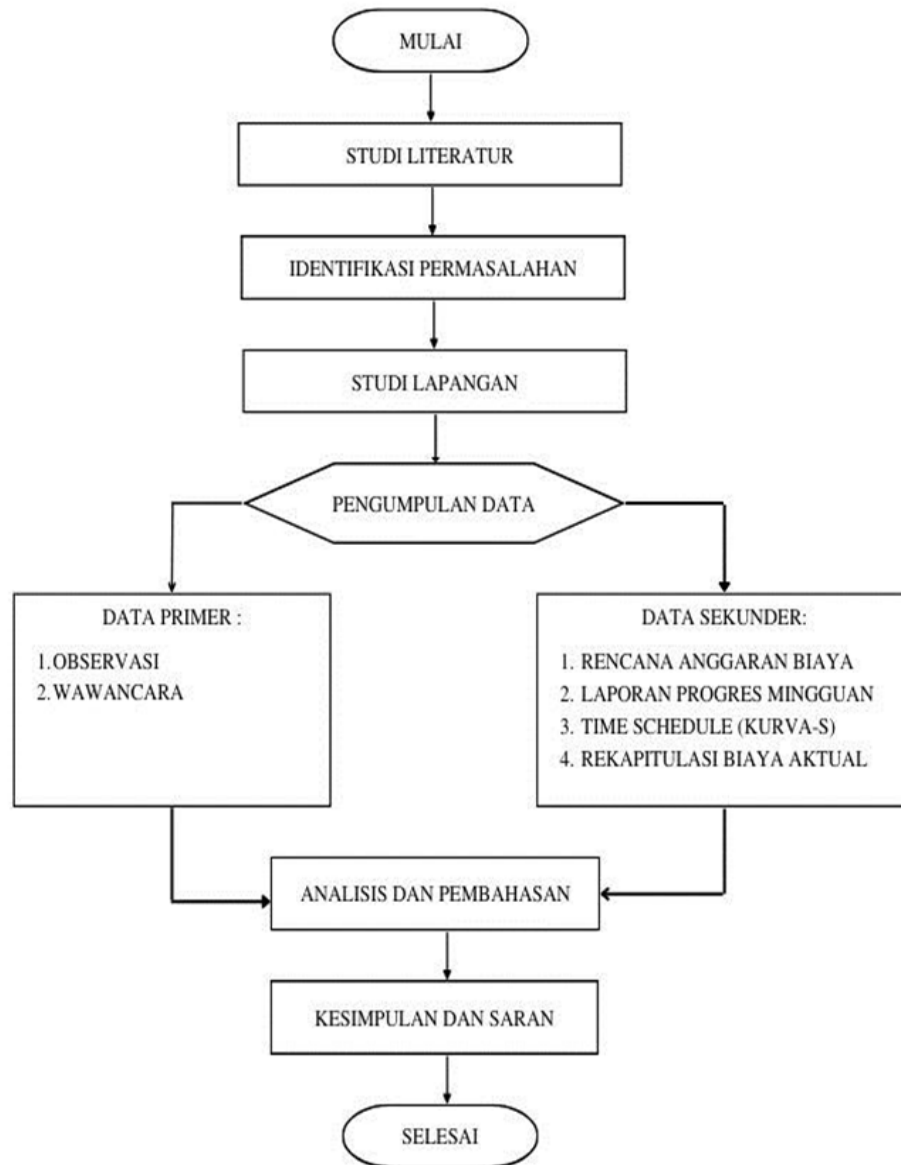 MULAI
STUDI LITERATUR
IDENTIFIKASI PERMASALAHAN
STUDI LAPANGAN
PENGUMPULAN DATA
DATA PRIMER :
1.OBSERVASI
2.WAWANCARA
DATA SEKUNDER:
1. RENCANA ANGGARAN BIAYA
2. LAPORAN PROGRES MINGGUAN
3. TIME SCHEDULE (KURVA-S)
4. REKAPITULASI BIAYA AKTUAL
ANALISIS DAN PEMBAHASAN
KESIMPULAN DAN SARAN
SELESAI